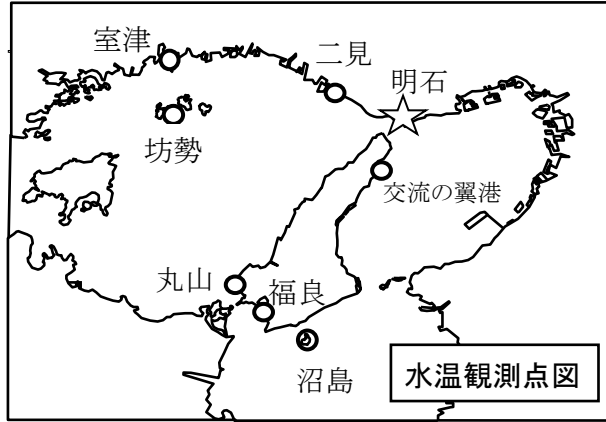 室津
二見
明石
坊勢
交流の翼港
丸山
福良
沼島
水温観測点図